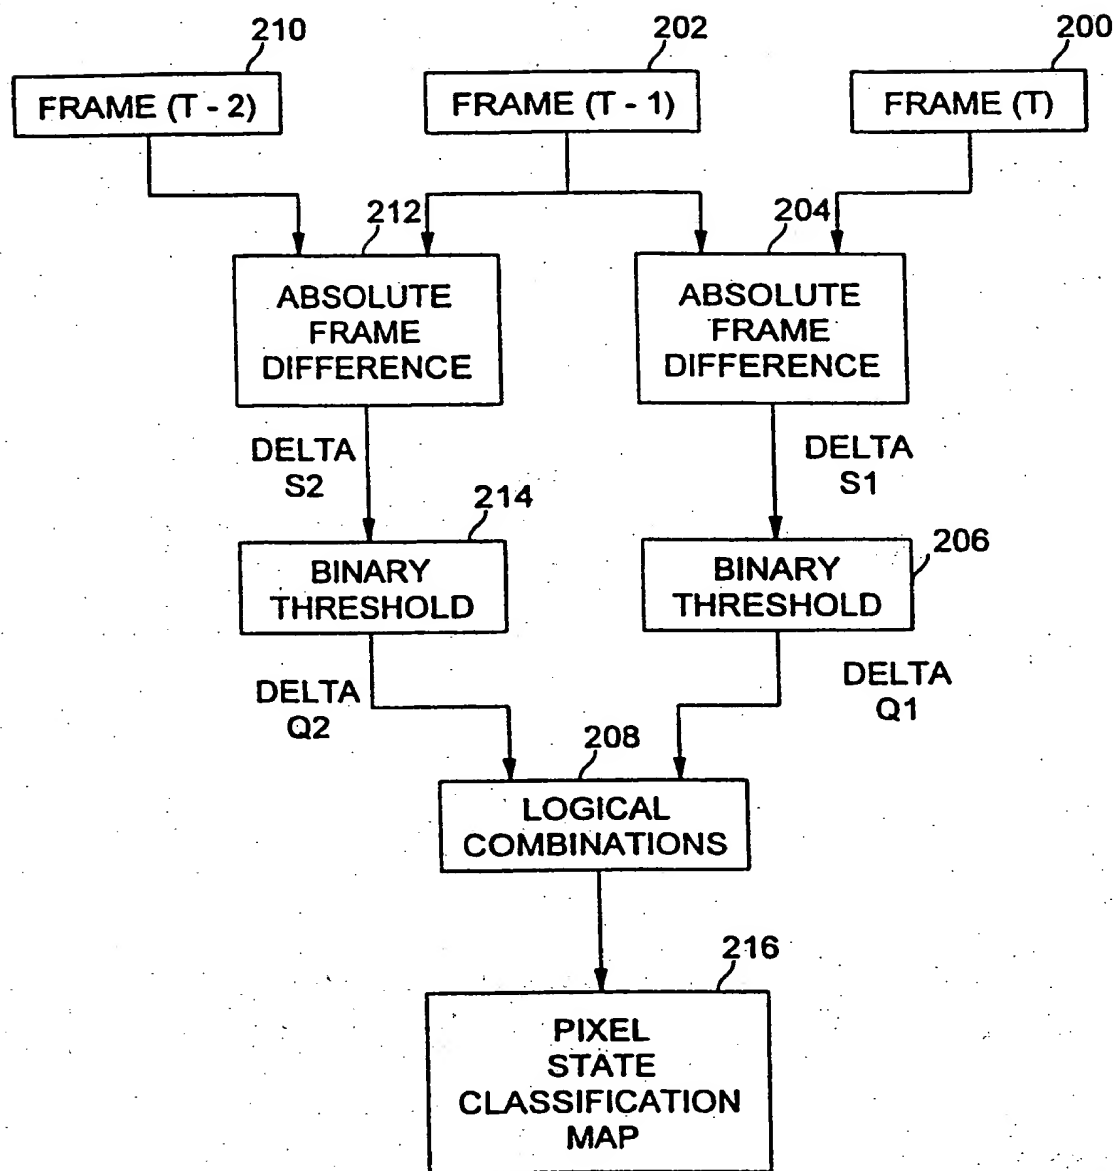 210
202
200
FRAME (T - 2)
FRAME (T - 1)
FRAME (T)
212
204
ABSOLUTE
FRAME
DIFFERENCE
ABSOLUTE
FRAME
DIFFERENCE
DELTA
S2
DELTA
S1
214
206
BINARY
THRESHOLD
BINARY
THRESHOLD
DELTA
Q2
DELTA
Q1
208
LOGICAL
COMBINATIONS
216
PIXEL
STATE
CLASSIFICATION
MAP